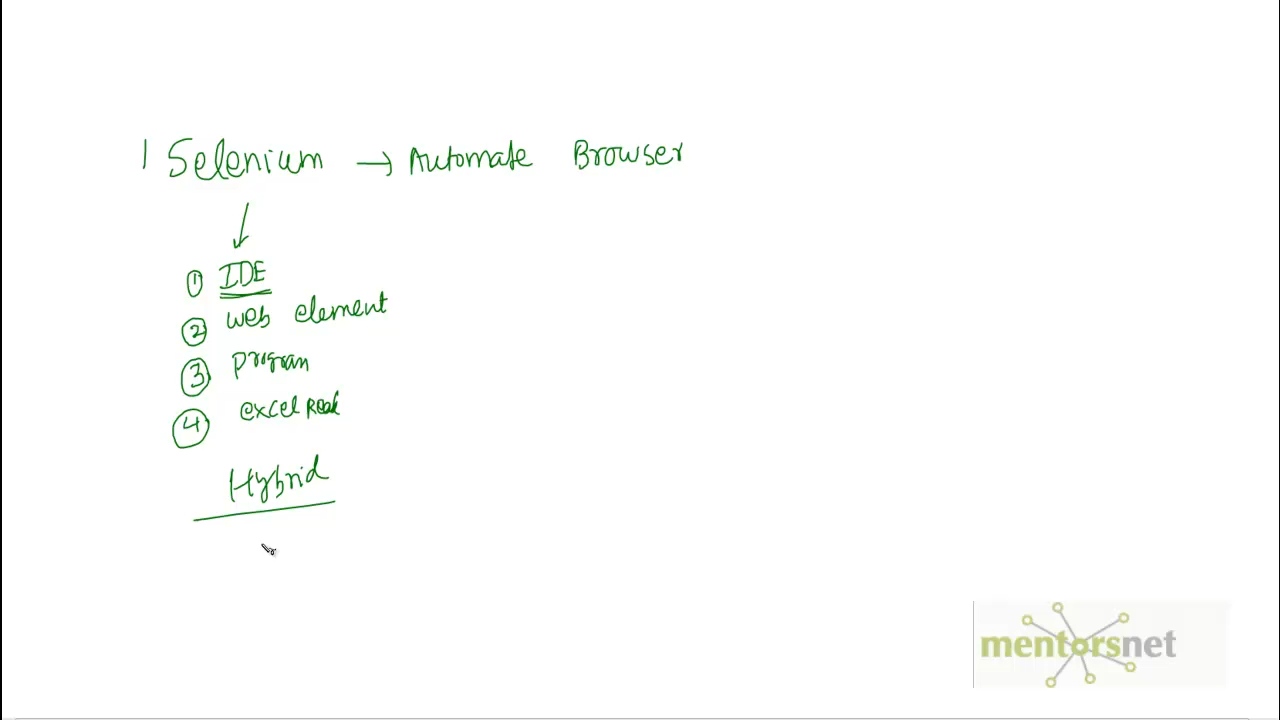 1 Selenium → Automate Browser
↓
① IDE
② web element
③ program
④ excel Read
Hybrid
mentorsnet